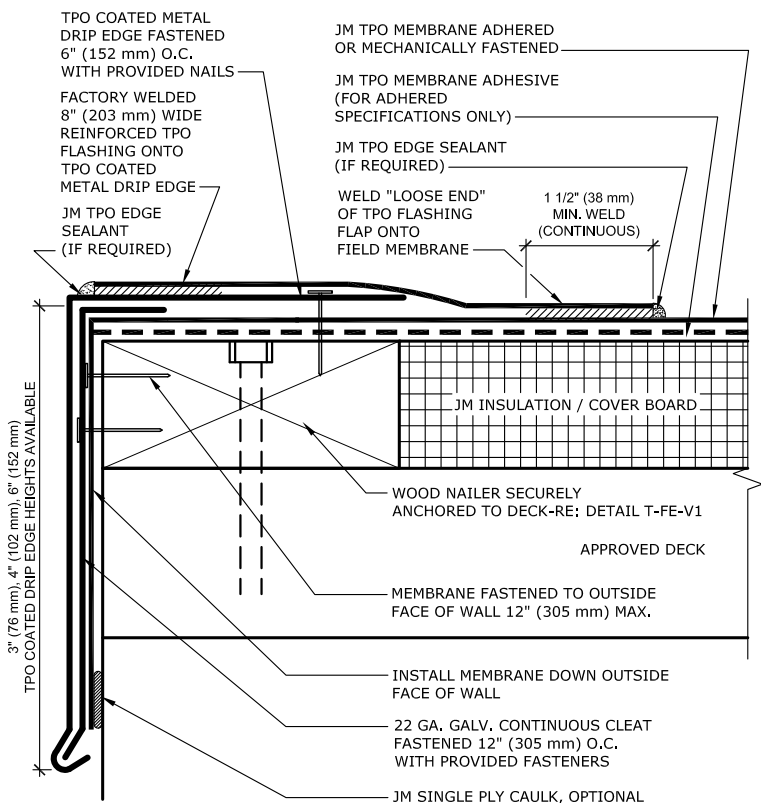 TPO COATED METAL
DRIP EDGE FASTENED
6" (152 mm) O.C.
WITH PROVIDED NAILS
FACTORY WELDED
8" (203 mm) WIDE
REINFORCED TPO
FLASHING ONTO
TPO COATED
METAL DRIP EDGE
JM TPO EDGE
SEALANT
(IF REQUIRED)
JM TPO MEMBRANE ADHERED
OR MECHANICALLY FASTENED
JM TPO MEMBRANE ADHESIVE
(FOR ADHERED
SPECIFICATIONS ONLY)
JM TPO EDGE SEALANT
(IF REQUIRED)
WELD "LOOSE END"
OF TPO FLASHING
FLAP ONTO
FIELD MEMBRANE
1 1/2" (38 mm)
MIN. WELD
(CONTINUOUS)
3" (76 mm), 4" (102 mm), 6" (152 mm)
TPO COATED DRIP EDGE HEIGHTS AVAILABLE
JM INSULATION / COVER BOARD
WOOD NAILER SECURELY
ANCHORED TO DECK-RE: DETAIL T-FE-V1
APPROVED DECK
MEMBRANE FASTENED TO OUTSIDE
FACE OF WALL 12" (305 mm) MAX.
INSTALL MEMBRANE DOWN OUTSIDE
FACE OF WALL
22 GA. GALV. CONTINUOUS CLEAT
FASTENED 12" (305 mm) O.C.
WITH PROVIDED FASTENERS
JM SINGLE PLY CAULK, OPTIONAL